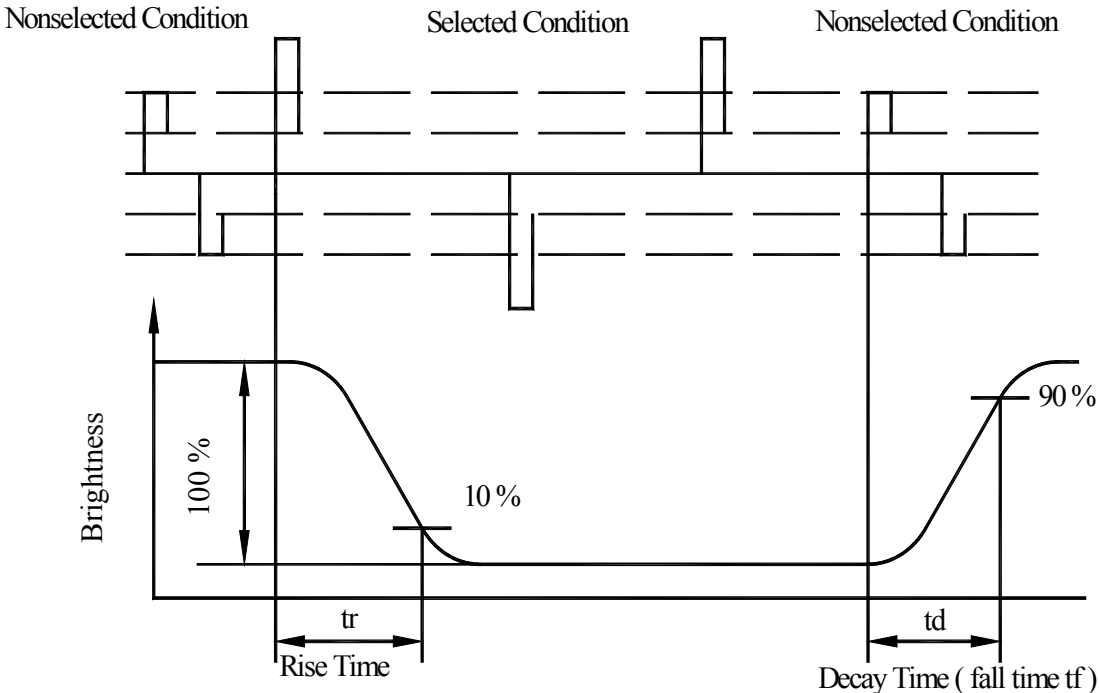 Nonselected Condition
Selected Condition
Nonselected Condition
Brightness
100 %
10 %
90 %
tr
Rise Time
td
Decay Time ( fall time tf )